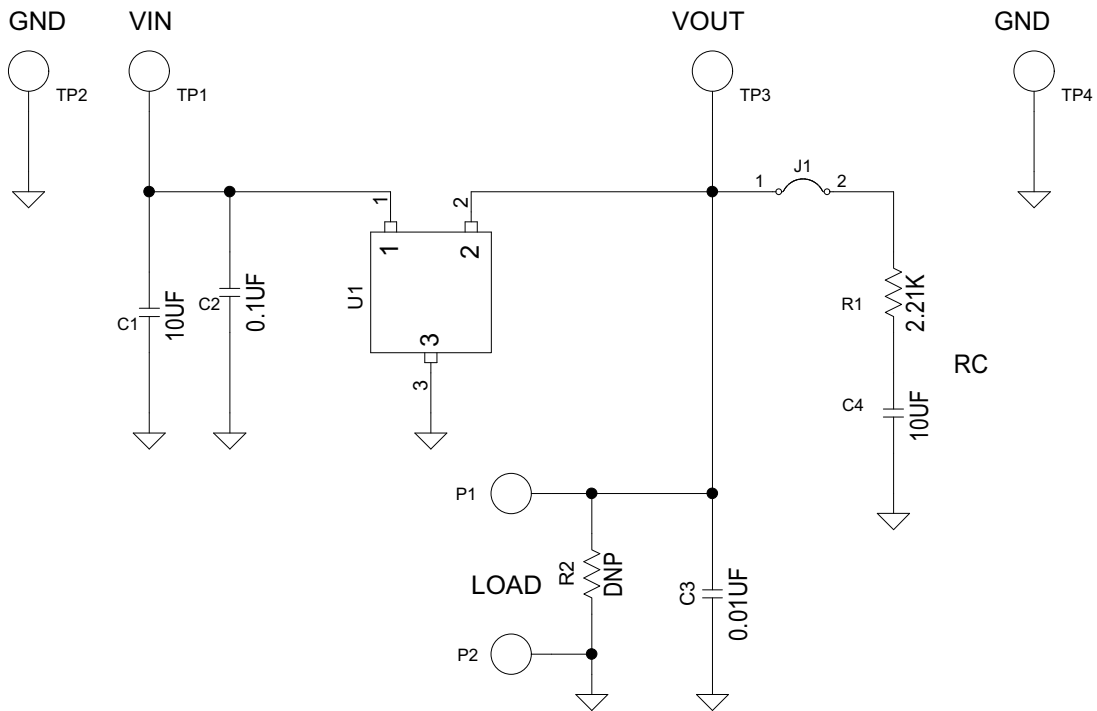 GND
VIN
VOUT
GND
TP2
TP1
TP3
TP4
J1
1
2
1
2
1
2
U1
3
3
C1
10UF
C2
0.1UF
R1
2.21K
RC
C4
10UF
P1
LOAD
R2
DNP
C3
0.01UF
P2